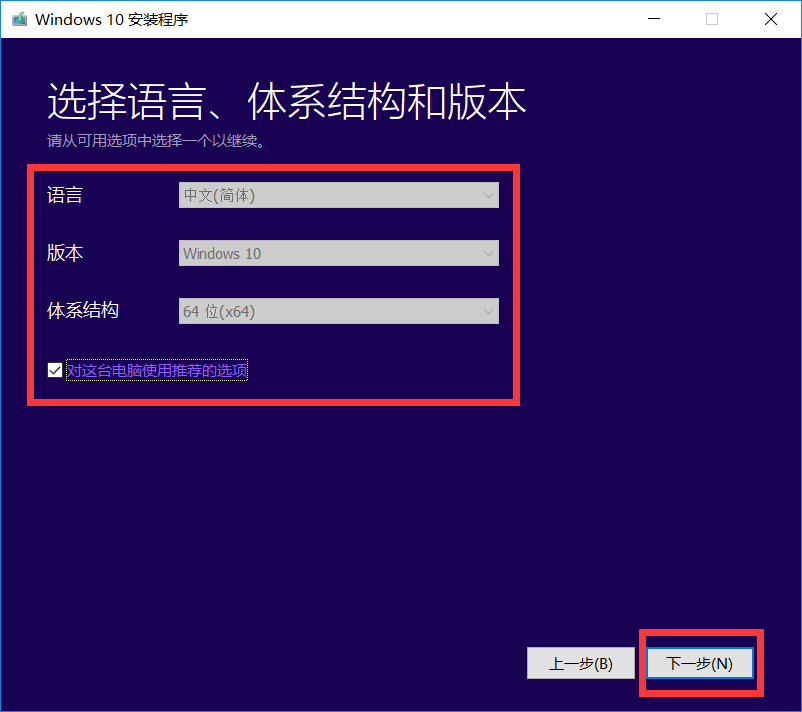 Windows 10 安装程序
选择语言、体系结构和版本
请从可用选项中选择一个以继续。
语言 中文(简体)
版本 Windows 10
体系结构 64 位(x64)
对这台电脑使用推荐的选项
上一步(B) 下一步(N)